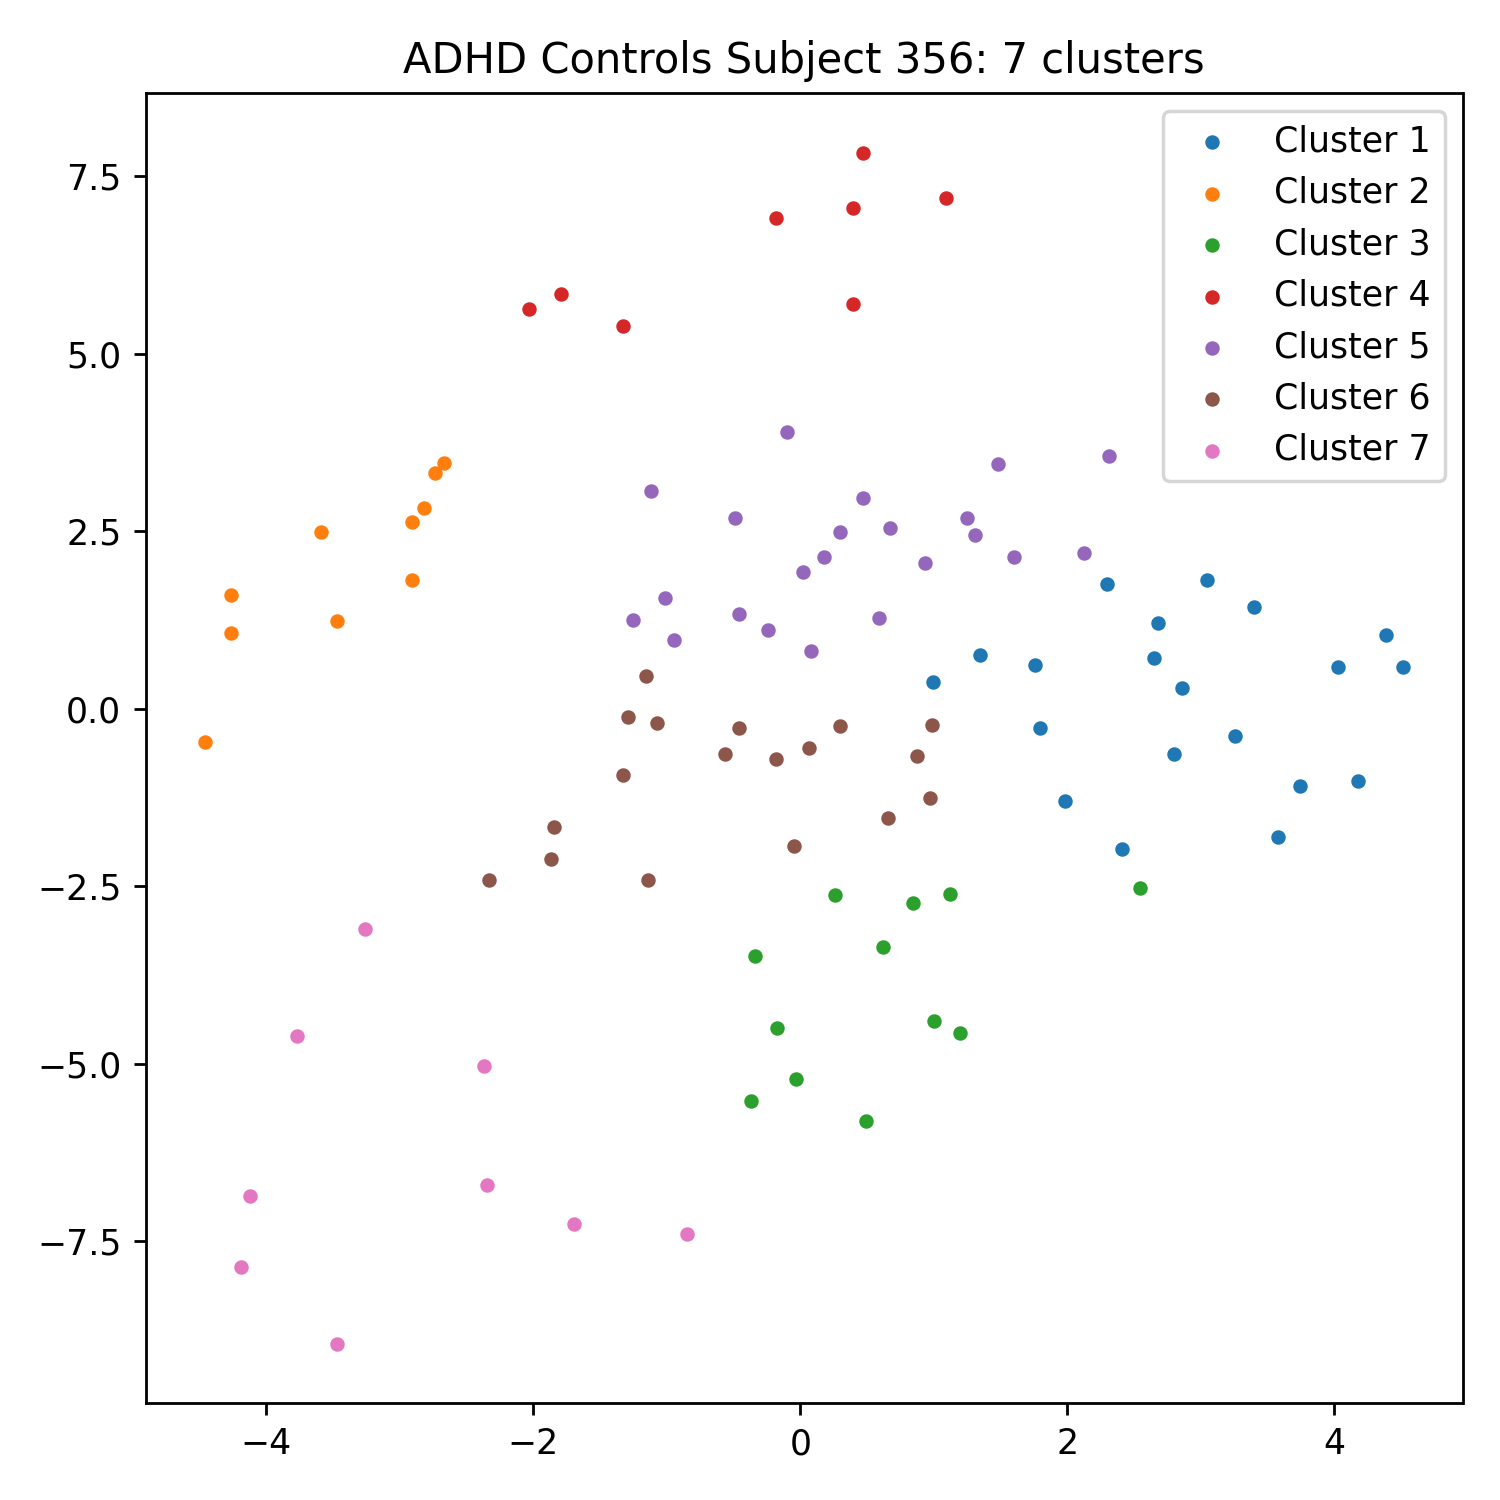 ADHD Controls Subject 356: 7 clusters
Cluster 1
Cluster 2
Cluster 3
Cluster 4
Cluster 5
Cluster 6
Cluster 7
7.5
5.0
2.5
0.0
−2.5
−5.0
−7.5
−4 −2 0 2 4